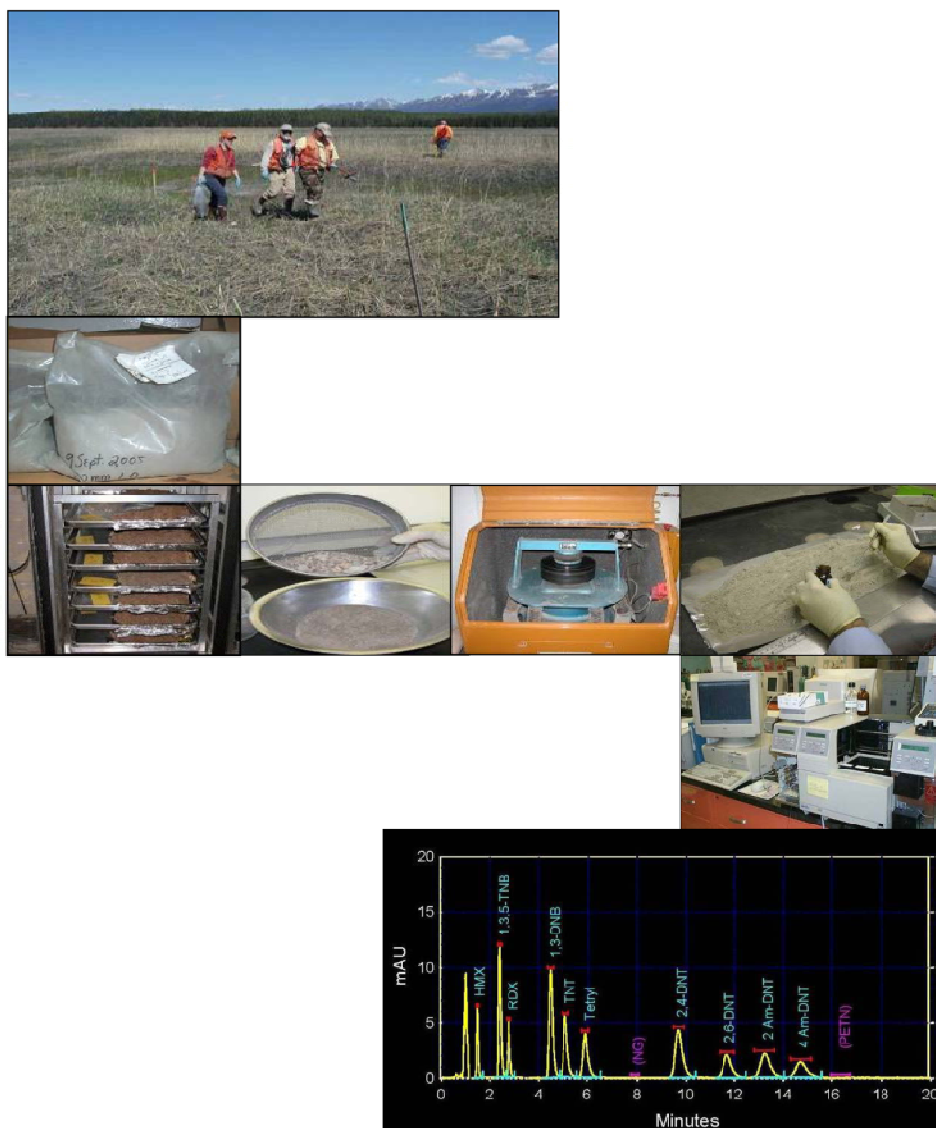 9 Sept. 2005
20
15
10
5
0
mAU
HMX
1,3,5-TNB
RDX
1,3-DNB
TNT
Tetryl
(NG)
2,4-DNT
2,6-DNT
2 Am-DNT
4 Am-DNT
(PETN)
0 2 4 6 8 10 12 14 16 18 20
Minutes